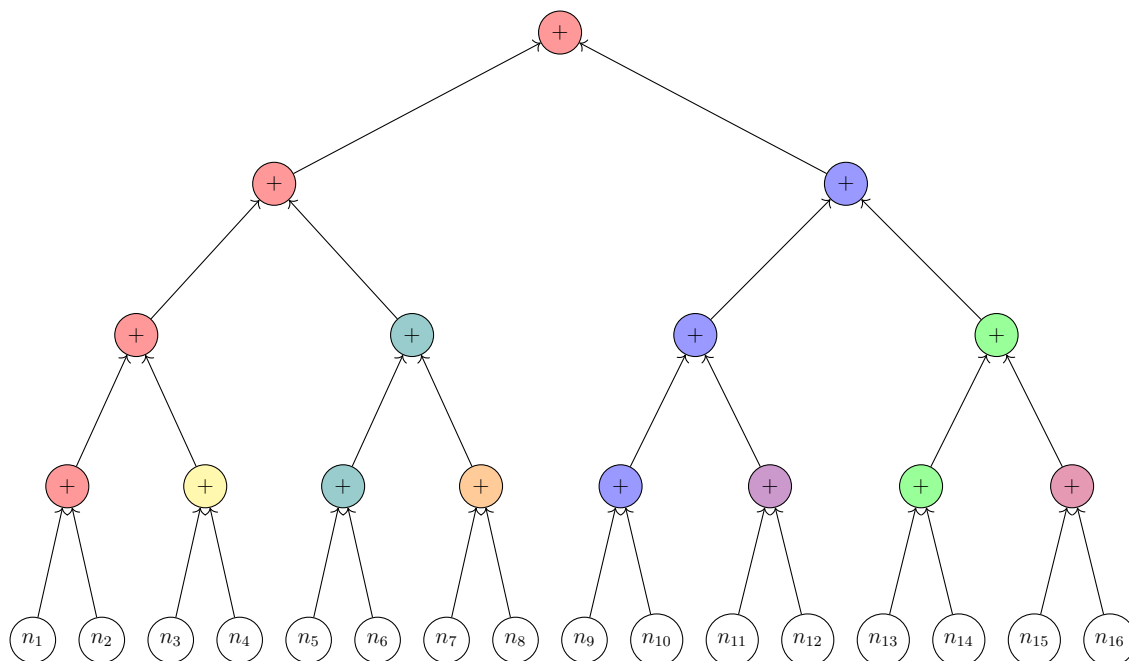 +
+ +
+ + + +
+ + + + + + + +
n₁ n₂ n₃ n₄ n₅ n₆ n₇ n₈ n₉ n₁₀ n₁₁ n₁₂ n₁₃ n₁₄ n₁₅ n₁₆